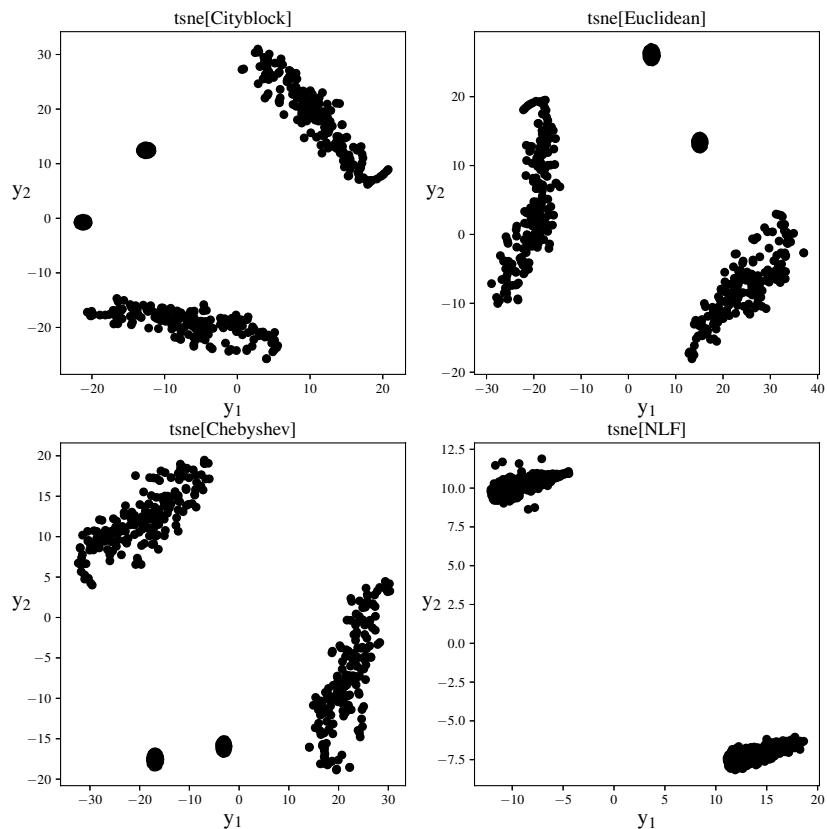 tsne[Cityblock]
30
20
10
0
−10
−20
y2
−20 −10 0 10 20
y1
tsne[Euclidean]
20
10
0
−10
−20
y2
−30 −20 −10 0 10 20 30 40
y1
tsne[Chebyshev]
20
15
10
5
0
−5
−10
−15
−20
y2
−30 −20 −10 0 10 20 30
y1
tsne[NLF]
12.5
10.0
7.5
5.0
2.5
0.0
−2.5
−5.0
−7.5
y2
−10 −5 0 5 10 15 20
y1